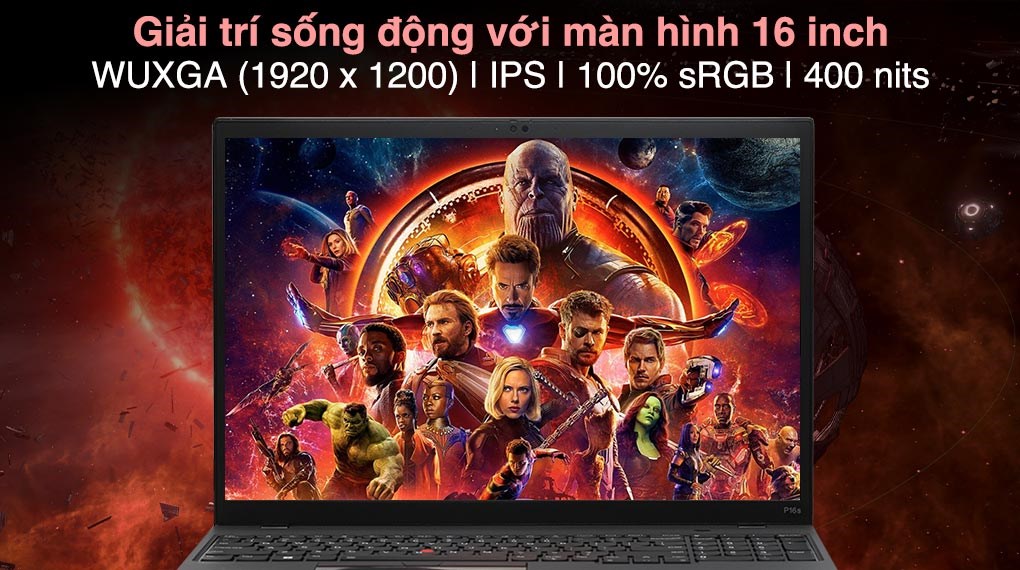 Giải trí sống động với màn hình 16 inch
WUXGA (1920 x 1200) | IPS | 100% sRGB | 400 nits
P16s